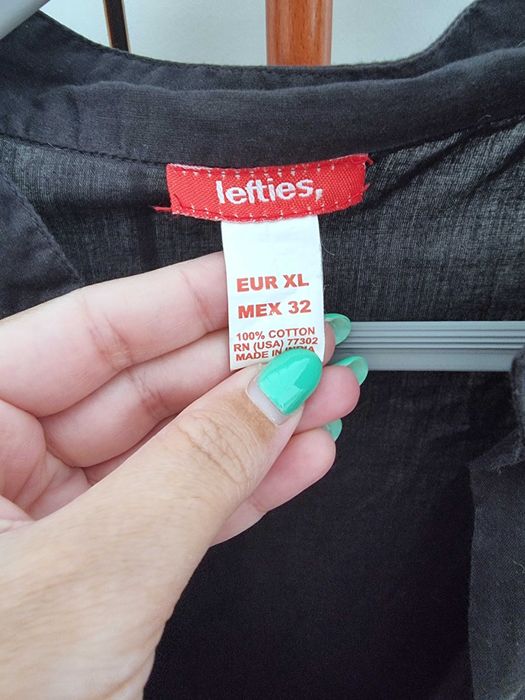 lefties,
EUR XL
MEX 32
100% COTTON
RN (USA) 77302
MADE IN INDIA